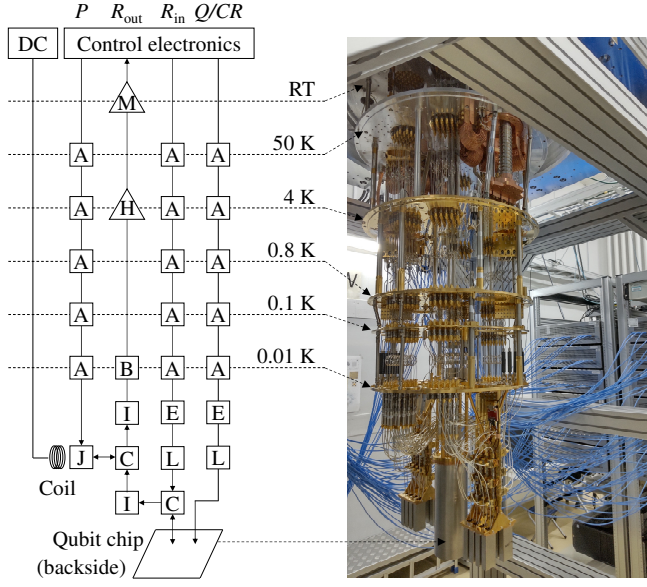 P R_out R_in Q/CR
DC Control electronics
M RT
A A A 50 K
A H A A 4 K
A A A 0.8 K
A A A 0.1 K
A B A A 0.01 K
I E E
J C L L
Coil
I C
Qubit chip
(backside)